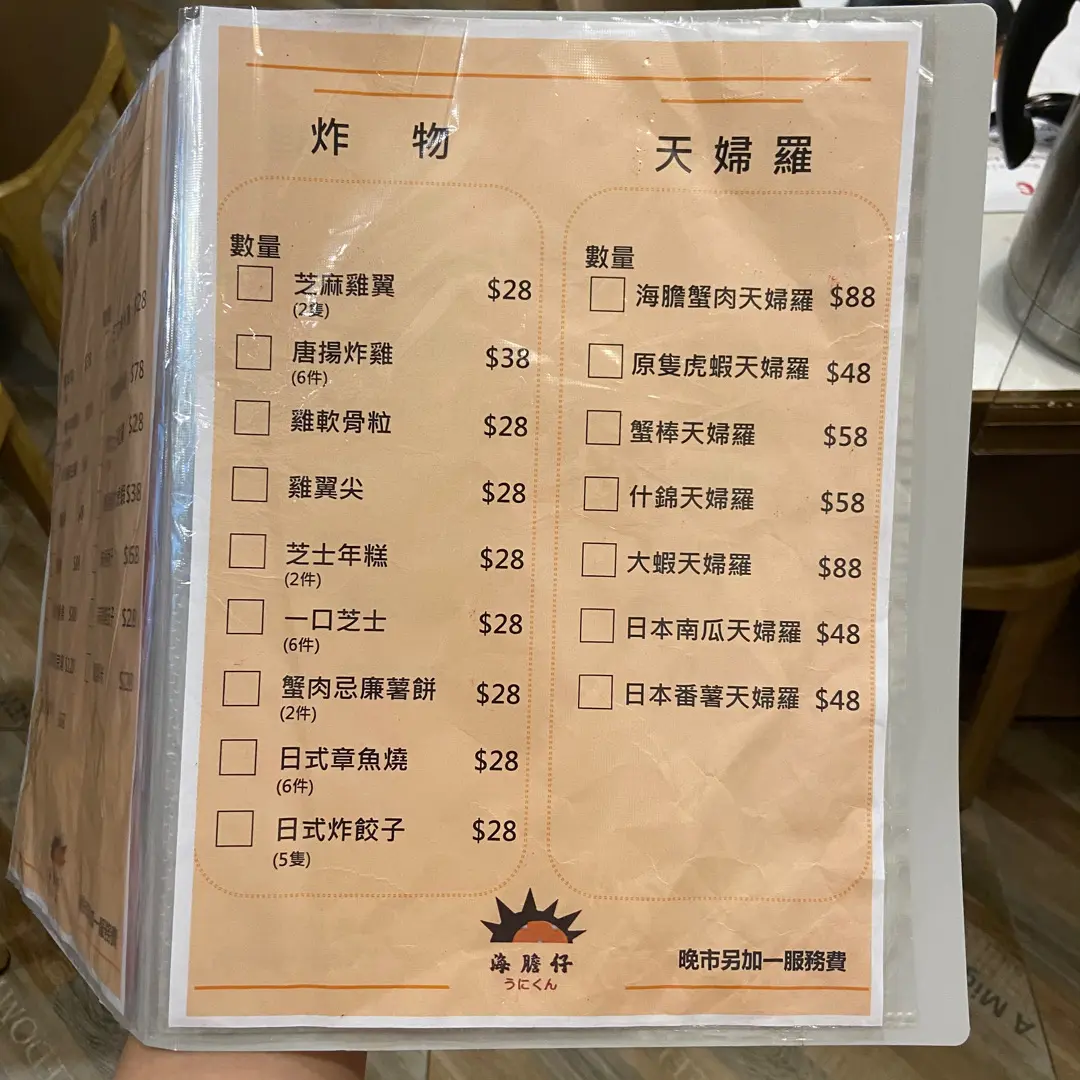 炸 物
數量
芝麻雞翼 $28
(2隻)
唐揚炸雞 $38
(6件)
雞軟骨粒 $28
雞翼尖 $28
芝士年糕 $28
(2件)
一口芝士 $28
(6件)
蟹肉忌廉薯餅 $28
(2件)
日式章魚燒 $28
(6件)
日式炸餃子 $28
(5隻)
天婦羅
數量
海膽蟹肉天婦羅 $88
原隻虎蝦天婦羅 $48
蟹棒天婦羅 $58
什錦天婦羅 $58
大蝦天婦羅 $88
日本南瓜天婦羅 $48
日本番薯天婦羅 $48
海膽仔
うにくん
晚市另加一服務費
$28
$78
$28
$38
$28